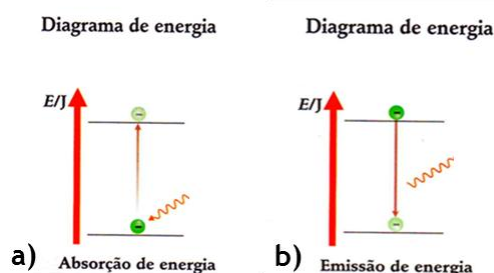 Diagrama de energia
E/J
a) Absorção de energia
Diagrama de energia
E/J
b) Emissão de energia